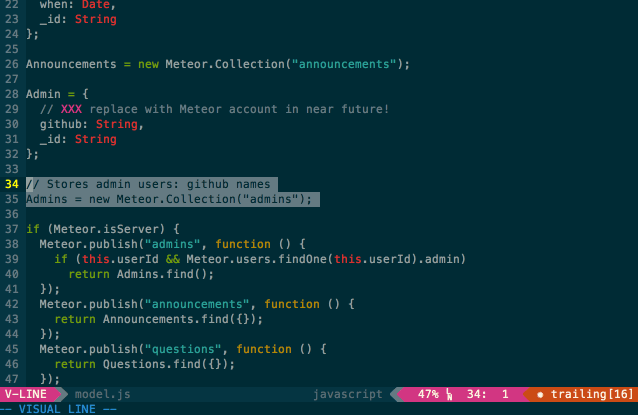 22   when: Date,
23   _id: String
24 };
25
26 Announcements = new Meteor.Collection("announcements");
27
28 Admin = {
29   // XXX replace with Meteor account in near future!
30   github: String,
31   _id: String
32 };
33
34 // Stores admin users: github names
35 Admins = new Meteor.Collection("admins");
36
37 if (Meteor.isServer) {
38   Meteor.publish("admins", function () {
39     if (this.userId && Meteor.users.findOne(this.userId).admin)
40       return Admins.find();
41   });
42   Meteor.publish("announcements", function () {
43     return Announcements.find({});
44   });
45   Meteor.publish("questions", function () {
46     return Questions.find({});
47   });
V-LINE model.js javascript 47% LN 34: 1 trailing[16]
-- VISUAL LINE --